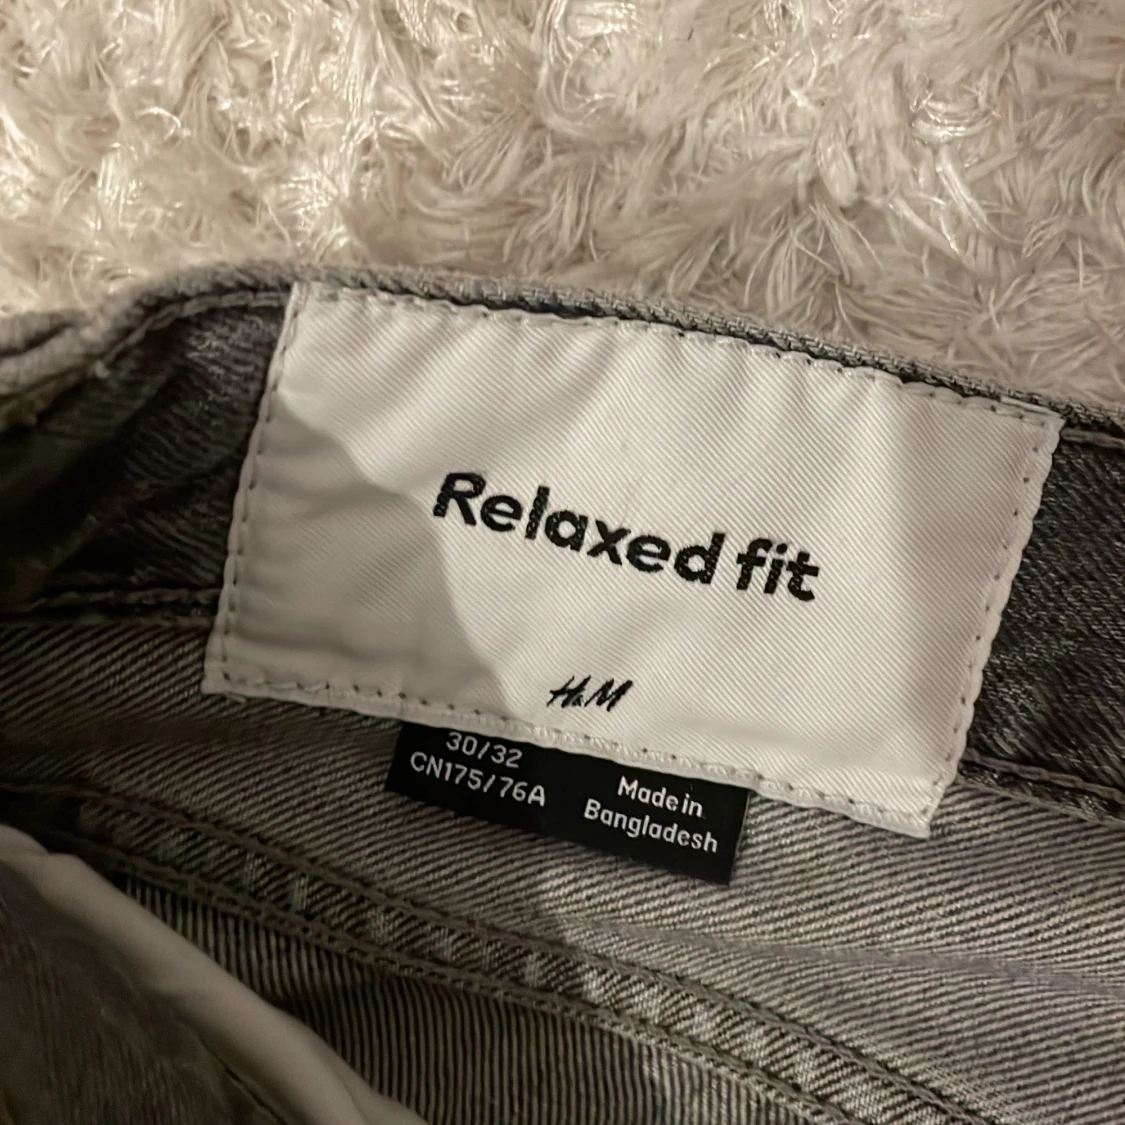 Relaxed fit
H&M
30/32
CN175/76A
Made in
Bangladesh